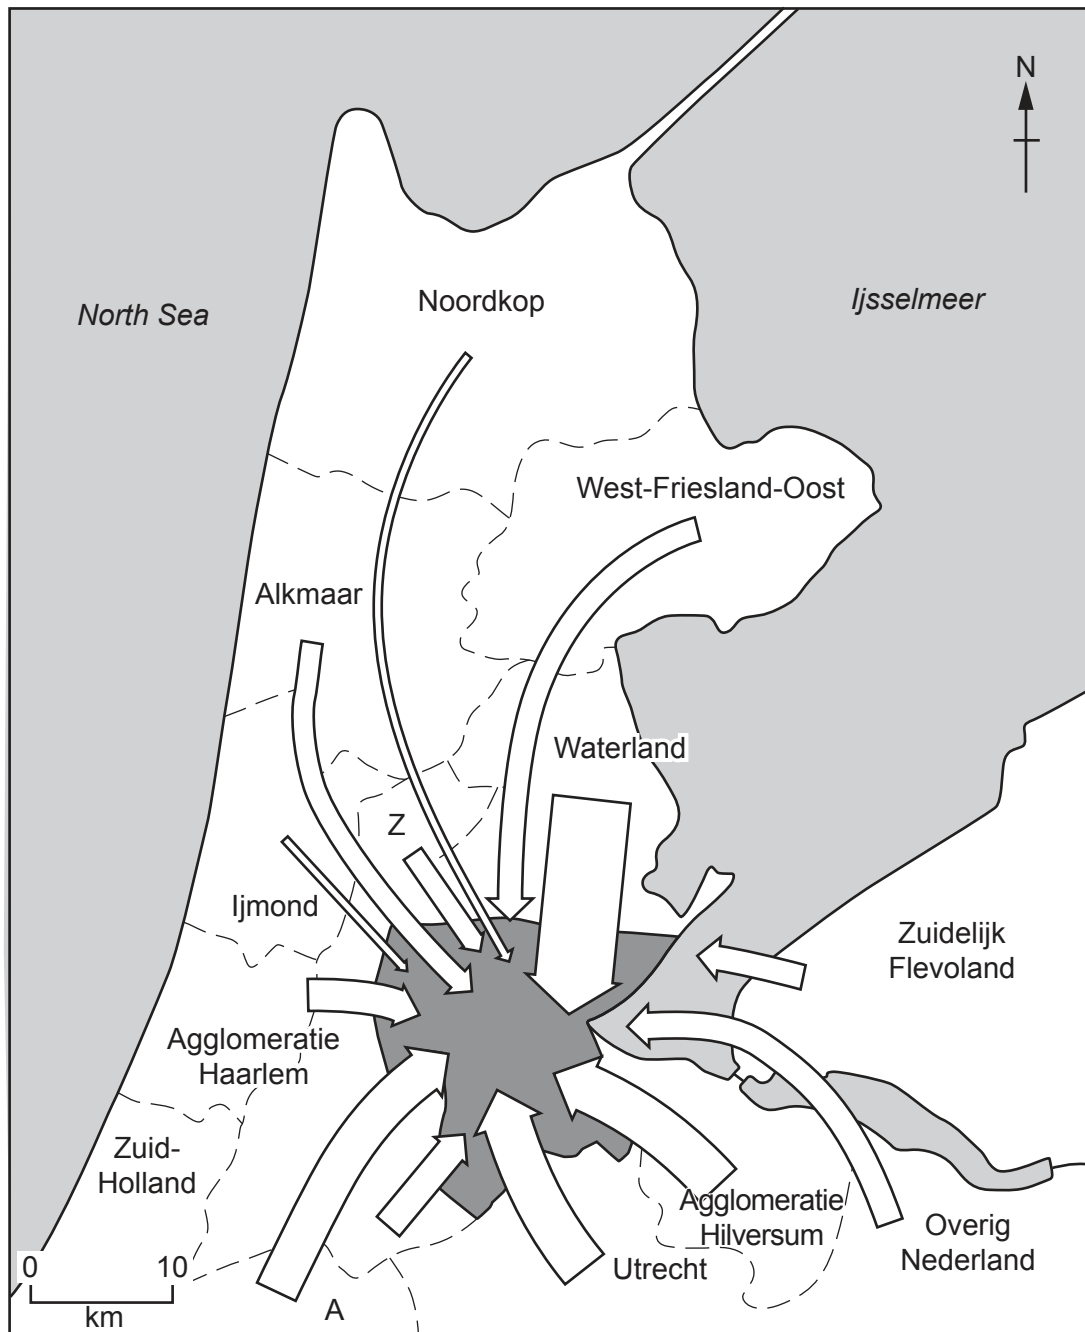 N
North Sea
Noordkop
Ijsselmeer
West-Friesland-Oost
Alkmaar
Waterland
Z
Ijmond
Zuidelijk
Flevoland
Agglomeratie
Haarlem
Zuid-
Holland
Agglomeratie
Hilversum
Overig
Nederland
Utrecht
A
0 10
km